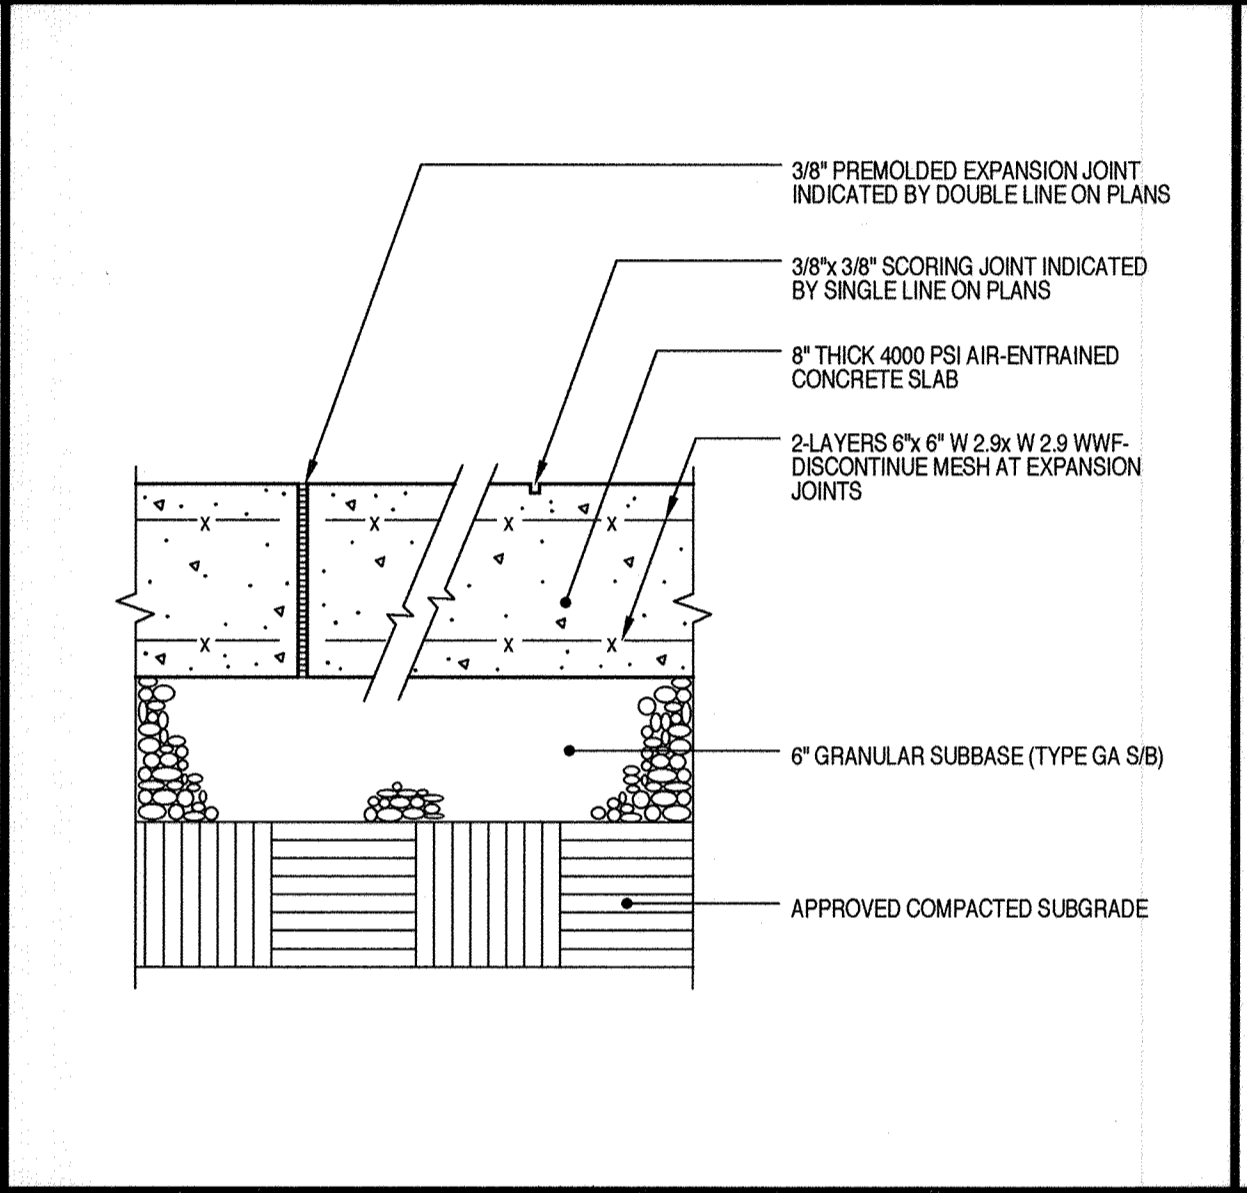 3/8" PREMOLDED EXPANSION JOINT
INDICATED BY DOUBLE LINE ON PLANS
3/8"x 3/8" SCORING JOINT INDICATED
BY SINGLE LINE ON PLANS
8" THICK 4000 PSI AIR-ENTRAINED
CONCRETE SLAB
2-LAYERS 6"x 6" W 2.9x W 2.9 WWF-
DISCONTINUE MESH AT EXPANSION
JOINTS
6" GRANULAR SUBBASE (TYPE GA S/B)
APPROVED COMPACTED SUBGRADE